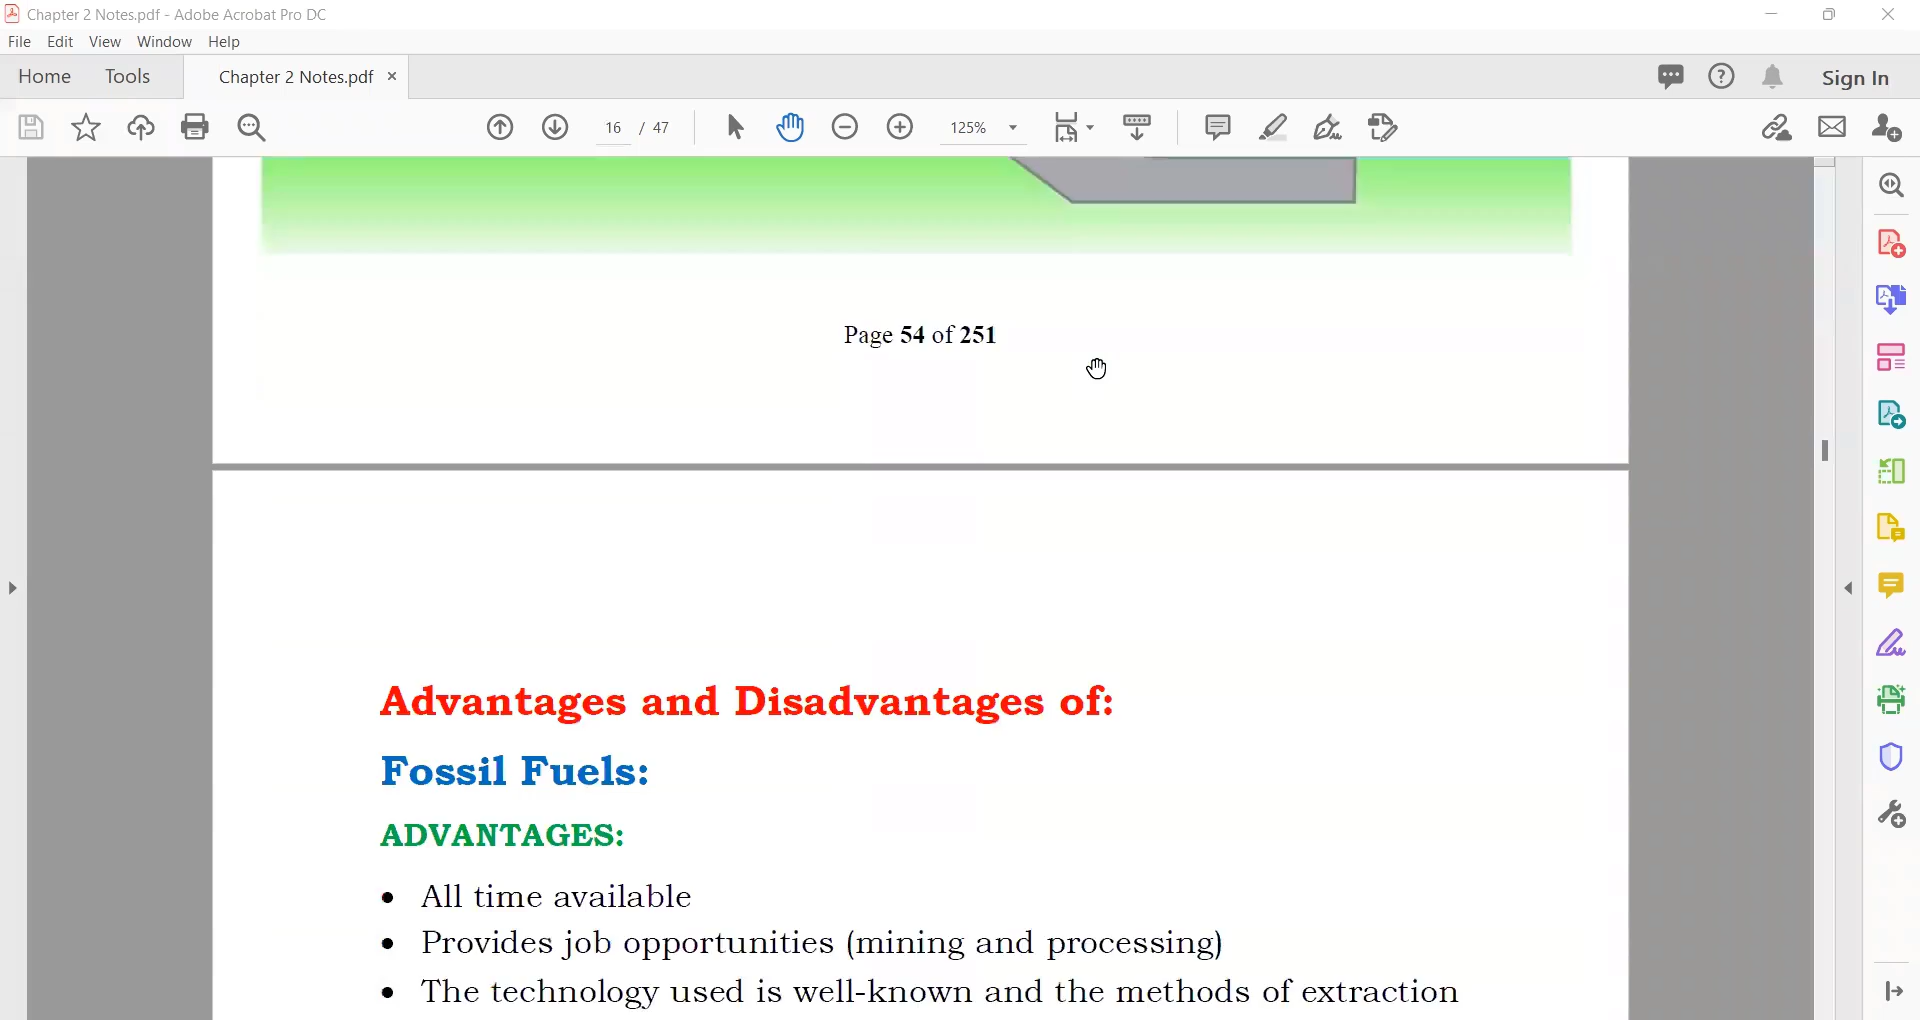 Chapter 2 Notes.pdf - Adobe Acrobat Pro DC
File Edit View Window Help
Home Tools Chapter 2 Notes.pdf × Sign In
16 / 47 125%
Page 54 of 251
Advantages and Disadvantages of:
Fossil Fuels:
ADVANTAGES:
• All time available
• Provides job opportunities (mining and processing)
• The technology used is well-known and the methods of extraction